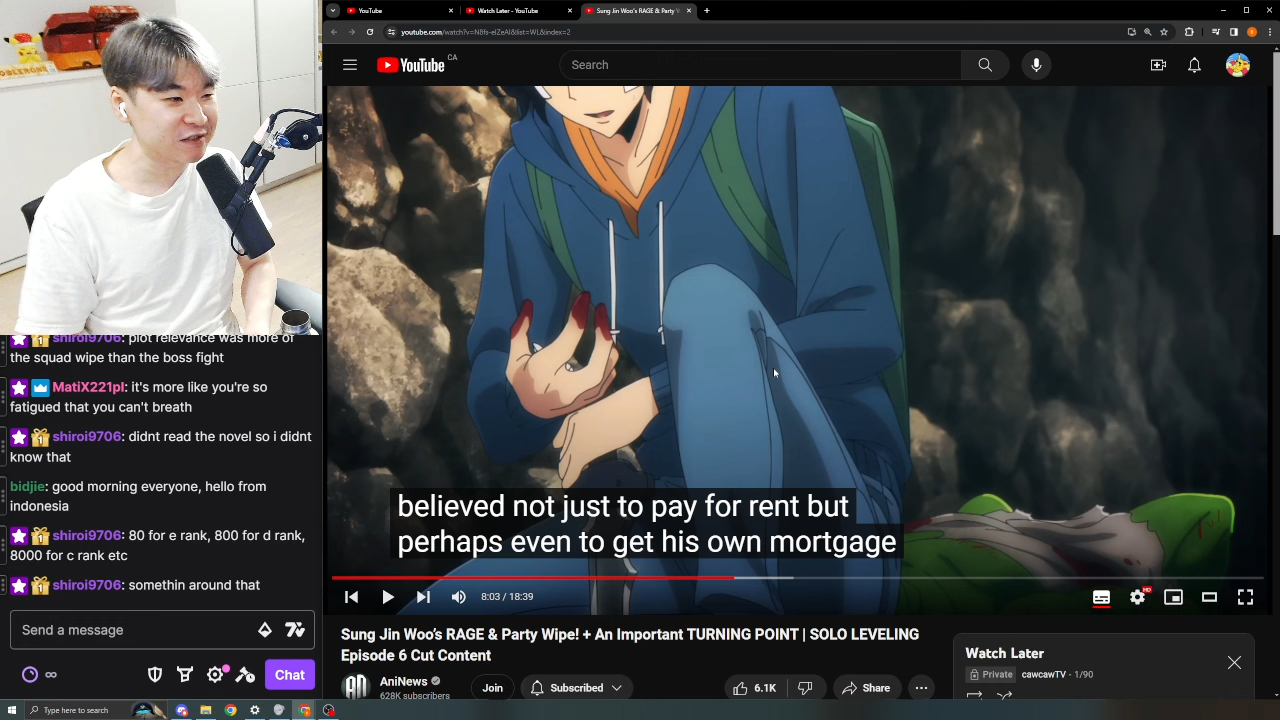 YouTube
Watch Later - YouTube
Sung Jin Woo's RAGE & Party W
youtube.com/watch?v=N8fs-elZeAI&list=WL&index=2
YouTube CA
Search
believed not just to pay for rent but
perhaps even to get his own mortgage
8:03 / 18:39
HD
Sung Jin Woo's RAGE & Party Wipe! + An Important TURNING POINT | SOLO LEVELING
Episode 6 Cut Content
AniNews
628K subscribers
Join
Subscribed
6.1K
Share
Watch Later
Private
cawcawTV - 1/90
shiroi9706: plot relevance was more of
the squad wipe than the boss fight
MatiX221pl: it's more like you're so
fatigued that you can't breath
shiroi9706: didnt read the novel so i didnt
know that
bidjie: good morning everyone, hello from
indonesia
shiroi9706: 80 for e rank, 800 for d rank,
8000 for c rank etc
shiroi9706: somethin around that
Send a message
Chat
Type here to search